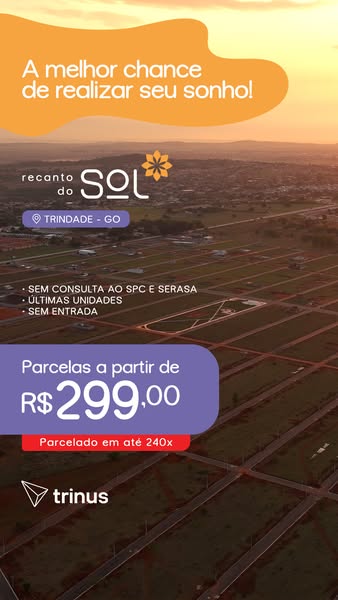 A melhor chance
de realizar seu sonho!
recanto
do SOL
TRINDADE - GO
• SEM CONSULTA AO SPC E SERASA
• ÚLTIMAS UNIDADES
• SEM ENTRADA
Parcelas a partir de
R$299,00
Parcelado em até 240x
trinus